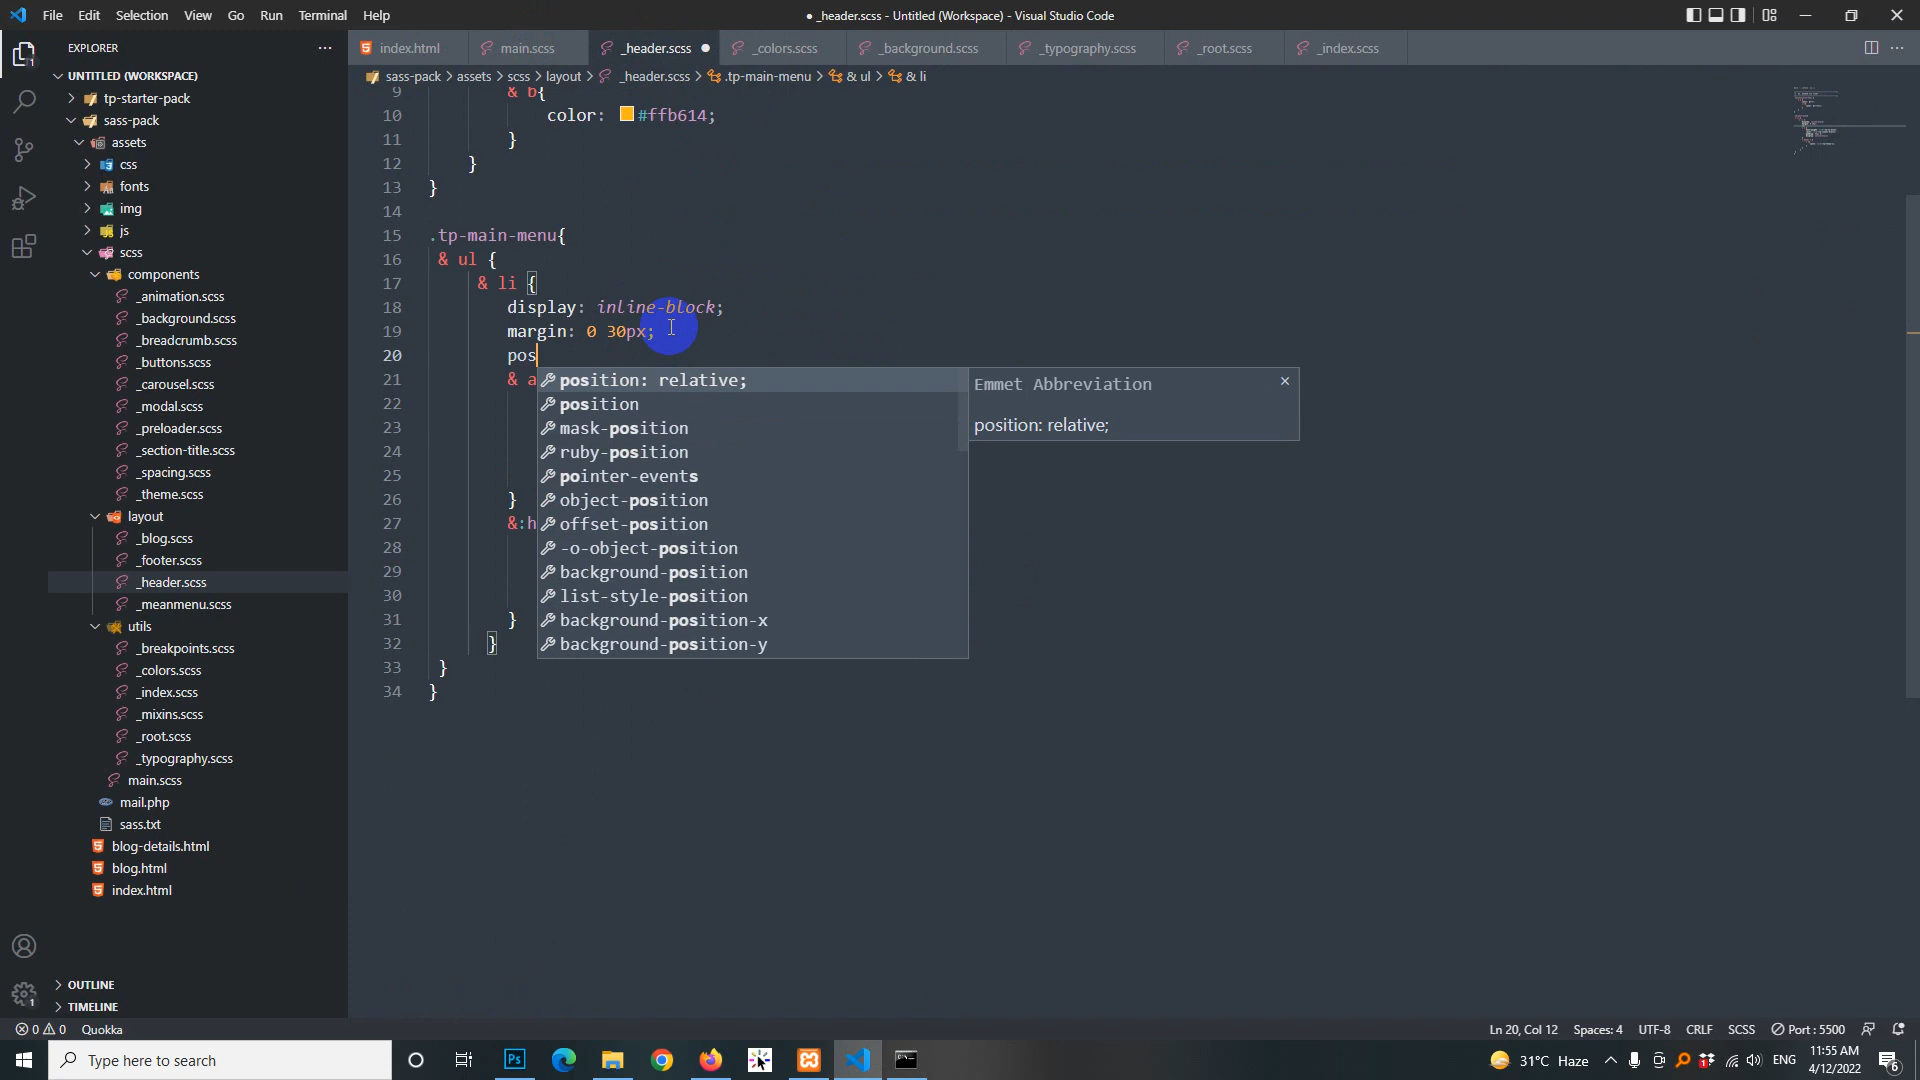 File Edit Selection View Go Run Terminal Help
● _header.scss - Untitled (Workspace) - Visual Studio Code
EXPLORER
index.html main.scss _header.scss ● _colors.scss _background.scss _typography.scss _root.scss _index.scss
sass-pack > assets > scss > layout > _header.scss > .tp-main-menu > & ul > & li
UNTITLED (WORKSPACE)
tp-starter-pack
sass-pack
assets
css
fonts
img
js
scss
components
_animation.scss
_background.scss
_breadcrumb.scss
_buttons.scss
_carousel.scss
_modal.scss
_preloader.scss
_section-title.scss
_spacing.scss
_theme.scss
layout
_blog.scss
_footer.scss
_header.scss
_meanmenu.scss
utils
_breakpoints.scss
_colors.scss
_index.scss
_mixins.scss
_root.scss
_typography.scss
main.scss
mail.php
sass.txt
blog-details.html
blog.html
index.html
OUTLINE
TIMELINE
9 & b{
10 color: #ffb614;
11 }
12 }
13 }
14
15 .tp-main-menu{
16 & ul {
17 & li {
18 display: inline-block;
19 margin: 0 30px;
20 pos
21 & a
22
23
24
25
26 }
27 &:h
28
29
30
31 }
32 }
33 }
34 }
position: relative;
position
mask-position
ruby-position
pointer-events
object-position
offset-position
-o-object-position
background-position
list-style-position
background-position-x
background-position-y
Emmet Abbreviation ×
position: relative;
1
1
0 0 Quokka
Ln 20, Col 12 Spaces: 4 UTF-8 CRLF SCSS Port : 5500
Type here to search
Ps
31°C Haze
ENG
11:55 AM
4/12/2022
6